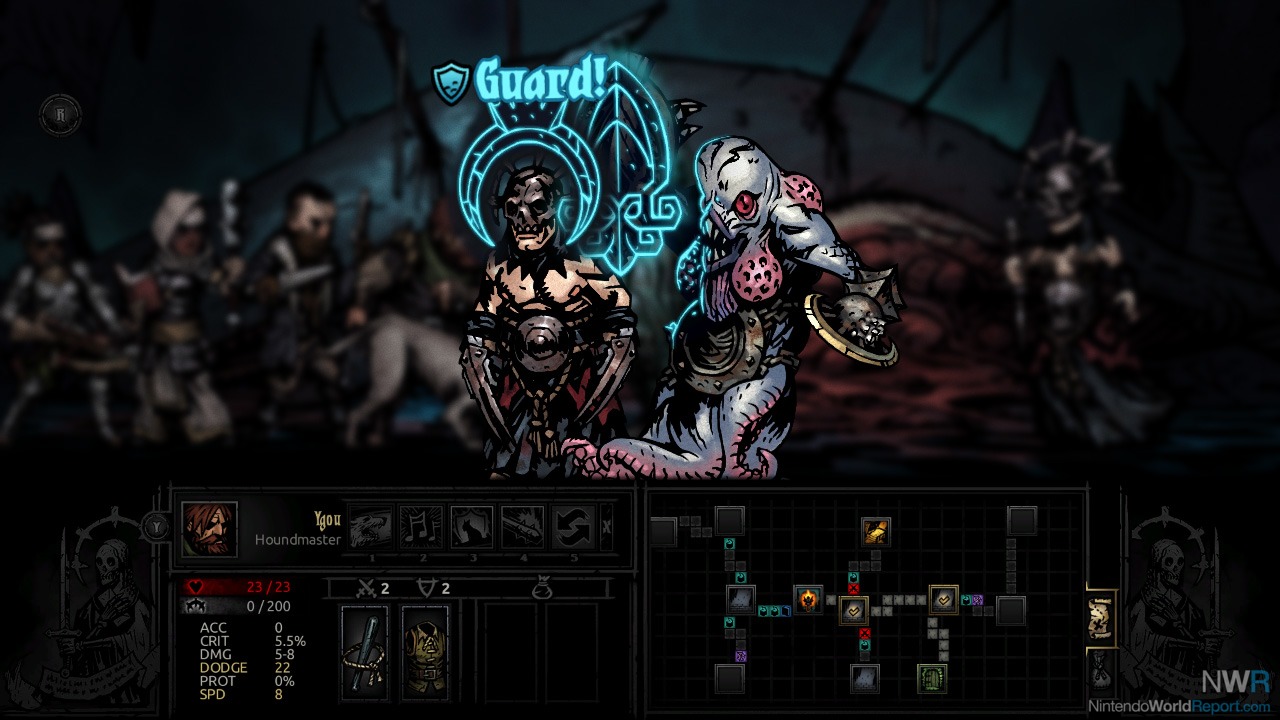 Guard!
R
Y
Ygou
Houndmaster
1 2 3 4 5
23 / 23
2
2
0 / 200
ACC 0
CRIT 5.5%
DMG 5-8
DODGE 22
PROT 0%
SPD 8
NWR
NintendoWorldReport.com